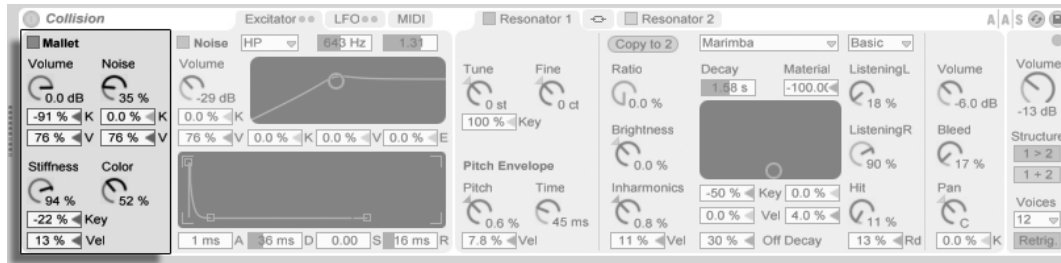 Collision Excitator LFO MIDI Resonator 1 Resonator 2 A A S
Mallet Noise HP 643 Hz 1.31 Copy to 2 Marimba Basic
Volume Noise Volume Tune Fine Ratio Decay Material ListeningL Volume Volume
0.0 dB 35 % -29 dB 0 st 0 ct 0.0 % 1.58 s -100.0( 18 % -6.0 dB -13 dB
-91 % K 0.0 % K 0.0 % K 100 % Key
76 % V 76 % V 76 % V 0.0 % K 0.0 % V 0.0 % E Brightness ListeningR Bleed Structure
0.0 % 90 % 17 % 1 > 2
Stiffness Color Pitch Envelope 1 + 2
94 % 52 % Pitch Time Inharmonics -50 % Key 0.0 % Hit Pan Voices
-22 % Key 0.6 % 45 ms 0.8 % 0.0 % Vel 4.0 % 11 % C 12
13 % Vel 1 ms A 36 ms D 0.00 S 16 ms R 7.8 % Vel 11 % Vel 30 % Off Decay 13 % Rd 0.0 % K Retrig.